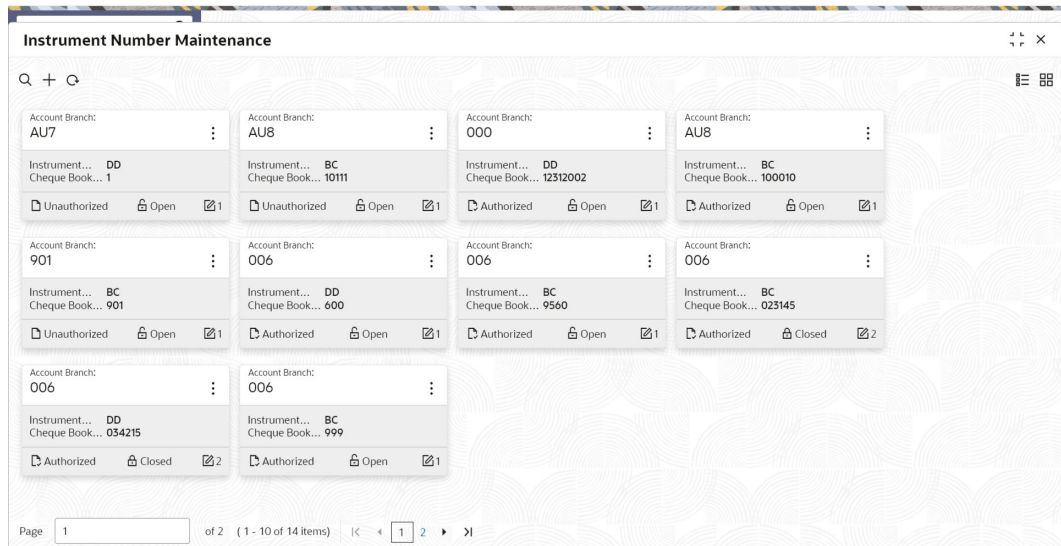 Instrument Number Maintenance
Account Branch: Account Branch: Account Branch: Account Branch:
AU7 AU8 000 AU8
Instrument... DD Instrument... BC Instrument... DD Instrument... BC
Cheque Book... 1 Cheque Book... 10111 Cheque Book... 12312002 Cheque Book... 100010
Unauthorized Open 1 Unauthorized Open 1 Authorized Open 1 Authorized Open 1
Account Branch: Account Branch: Account Branch: Account Branch:
901 006 006 006
Instrument... BC Instrument... DD Instrument... BC Instrument... BC
Cheque Book... 901 Cheque Book... 600 Cheque Book... 9560 Cheque Book... 023145
Unauthorized Open 1 Authorized Open 1 Authorized Open 1 Authorized Closed 2
Account Branch: Account Branch:
006 006
Instrument... DD Instrument... BC
Cheque Book... 034215 Cheque Book... 999
Authorized Closed 2 Authorized Open 1
Page 1 of 2 ( 1 - 10 of 14 items) 1 2